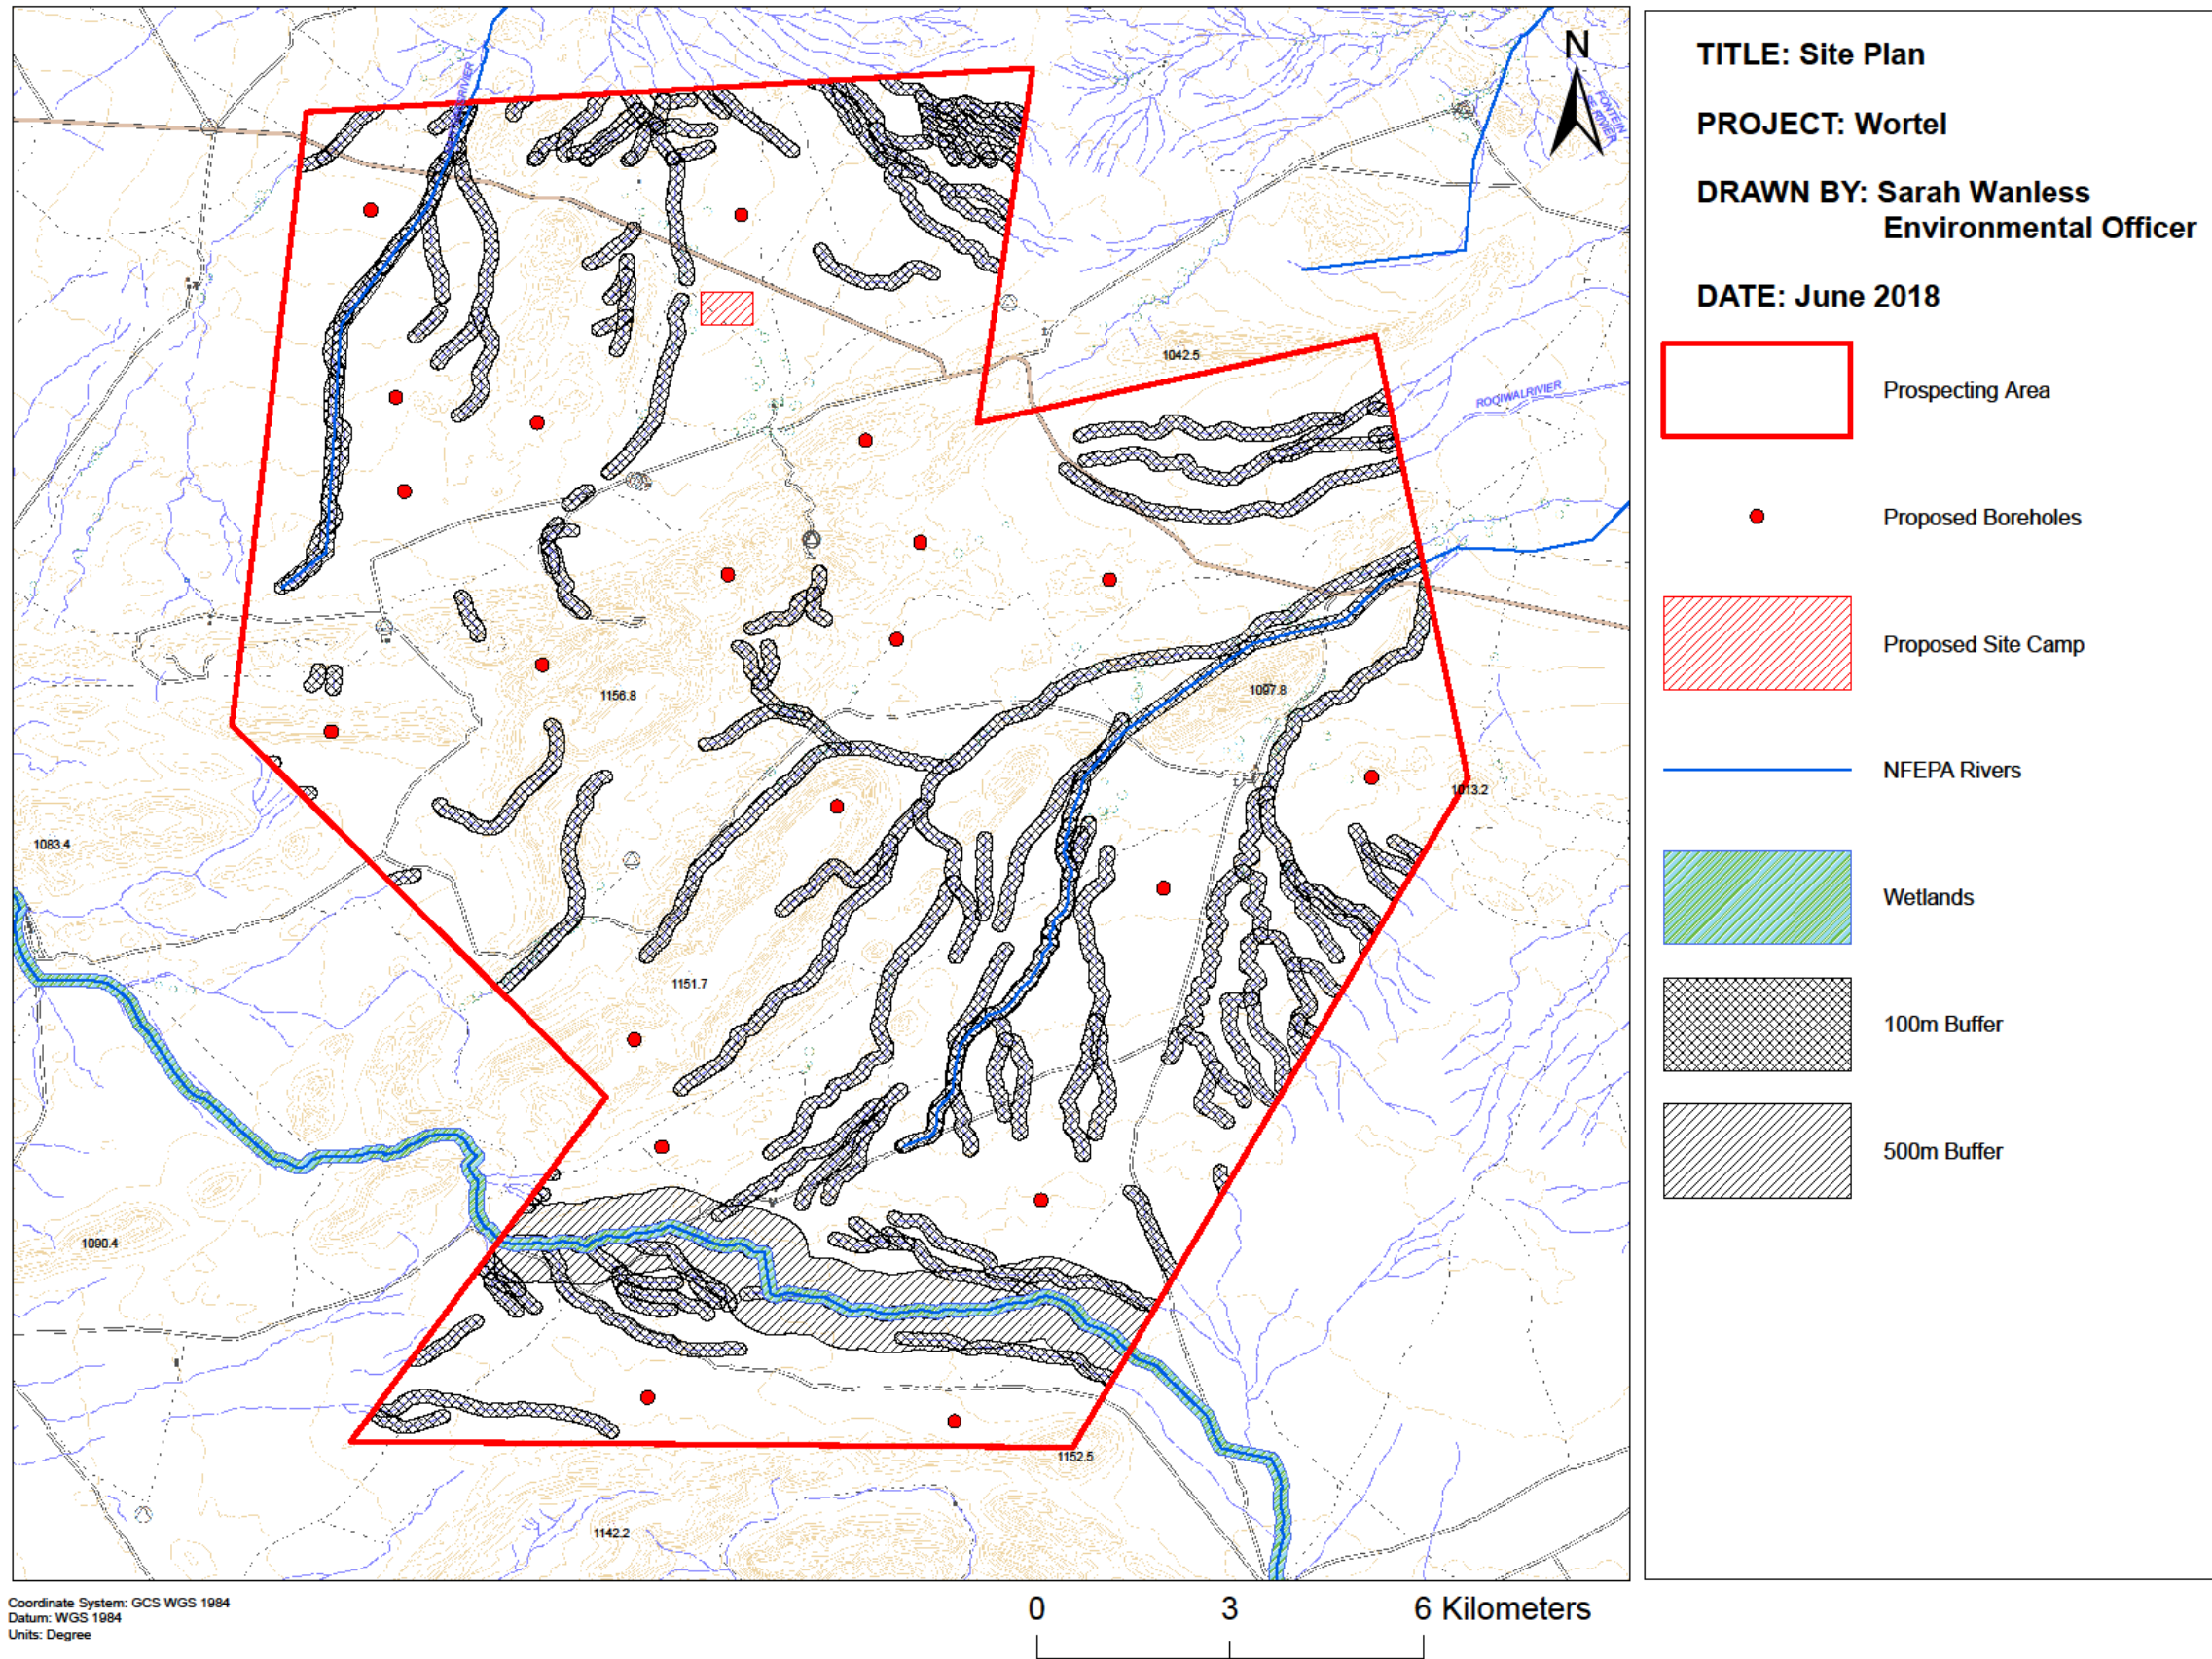 TITLE: Site Plan
PROJECT: Wortel
DRAWN BY: Sarah Wanless
Environmental Officer
DATE: June 2018
Prospecting Area
Proposed Boreholes
Proposed Site Camp
NFEPA Rivers
Wetlands
100m Buffer
500m Buffer
N
FONTEIN
RIVIER
1042.5
ROOIWALRIVIER
1156.8
1097.8
1013.2
1083.4
1151.7
1090.4
1152.5
1142.2
Coordinate System: GCS WGS 1984
Datum: WGS 1984
Units: Degree
0 3 6 Kilometers